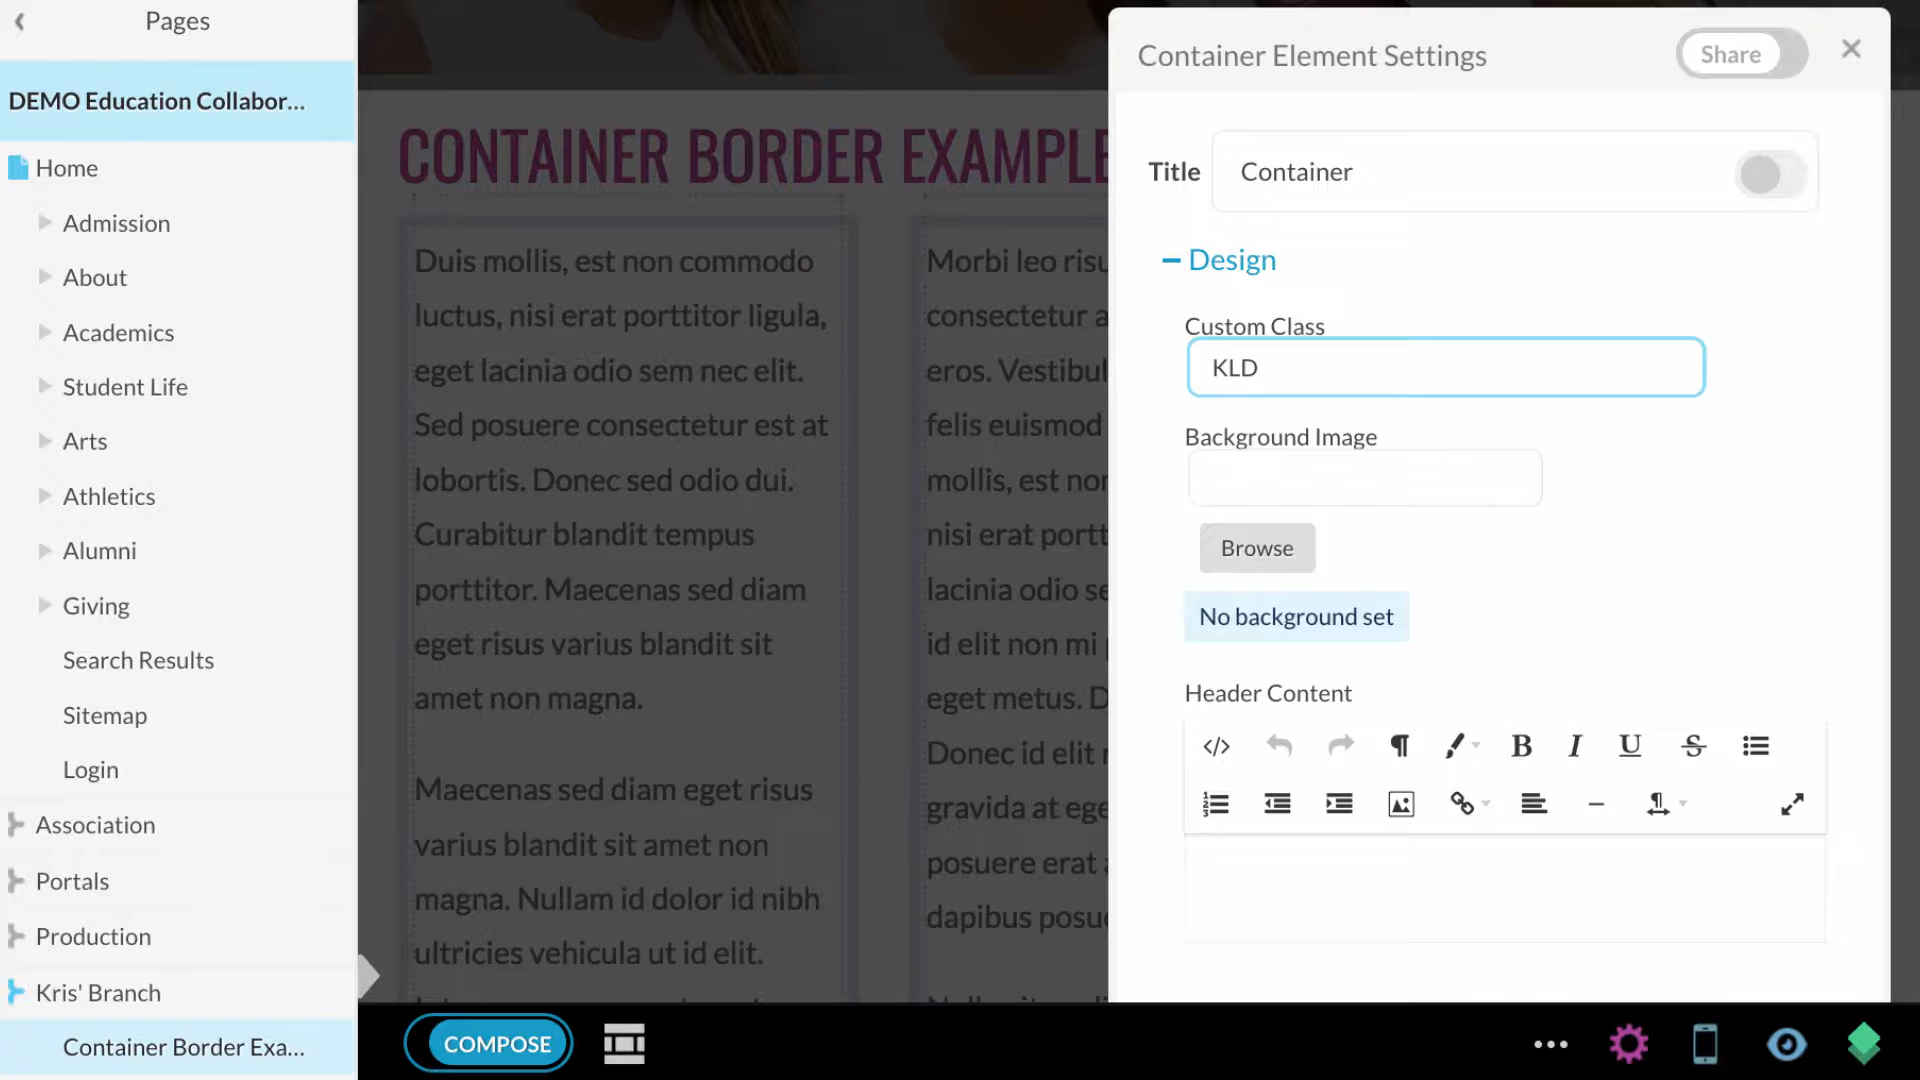 Pages
DEMO Education Collabor...
Home
Admission
About
Academics
Student Life
Arts
Athletics
Alumni
Giving
Search Results
Sitemap
Login
Association
Portals
Production
Kris' Branch
Container Border Exa...
CONTAINER BORDER EXAMPLE
Duis mollis, est non commodo
luctus, nisi erat porttitor ligula,
eget lacinia odio sem nec elit.
Sed posuere consectetur est at
lobortis. Donec sed odio dui.
Curabitur blandit tempus
porttitor. Maecenas sed diam
eget risus varius blandit sit
amet non magna.
Maecenas sed diam eget risus
varius blandit sit amet non
magna. Nullam id dolor id nibh
ultricies vehicula ut id elit.
Morbi leo risu
consectetur a
eros. Vestibul
felis euismod
mollis, est nor
nisi erat portt
lacinia odio se
id elit non mi
eget metus. D
Donec id elit
gravida at ege
posuere erat
dapibus posue
Container Element Settings
Share
Title
Container
Design
Custom Class
KLD
Background Image
Browse
No background set
Header Content
COMPOSE